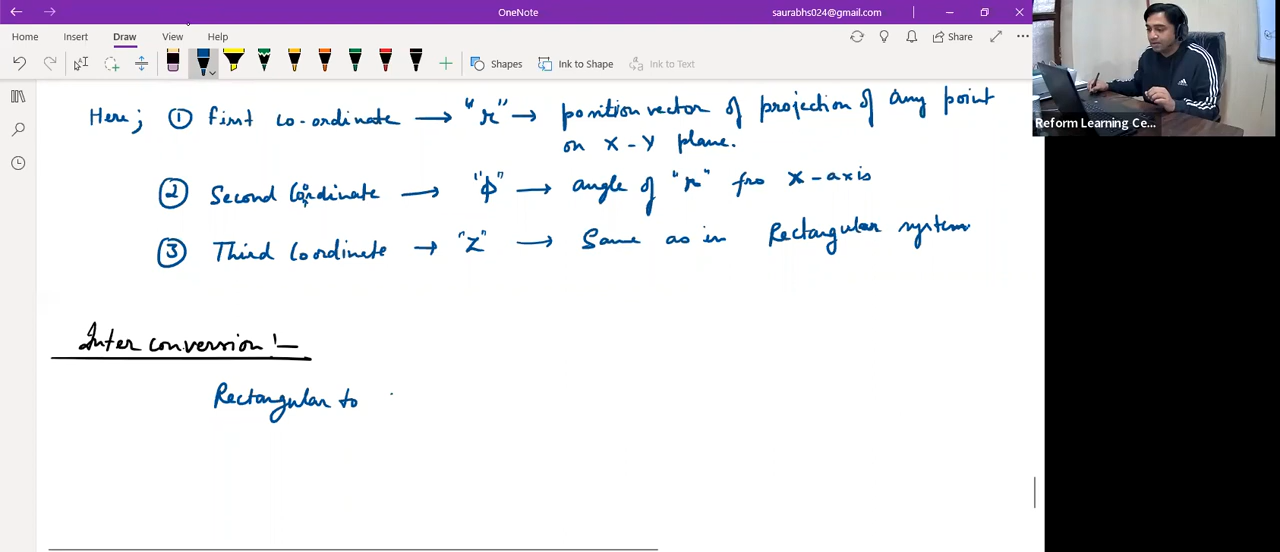 OneNote
saurabhs024@gmail.com
Home Insert Draw View Help
Share
Shapes Ink to Shape Ink to Text
Here; ① First co-ordinate → "r" → position vector of projection of any point
on X-Y plane.
② Second Coordinate → "ϕ" → angle of "r" fro X-axis
③ Third Coordinate → "Z" → Same as in Rectangular system
Inter conversion :-
Rectangular to
Reform Learning Ce...